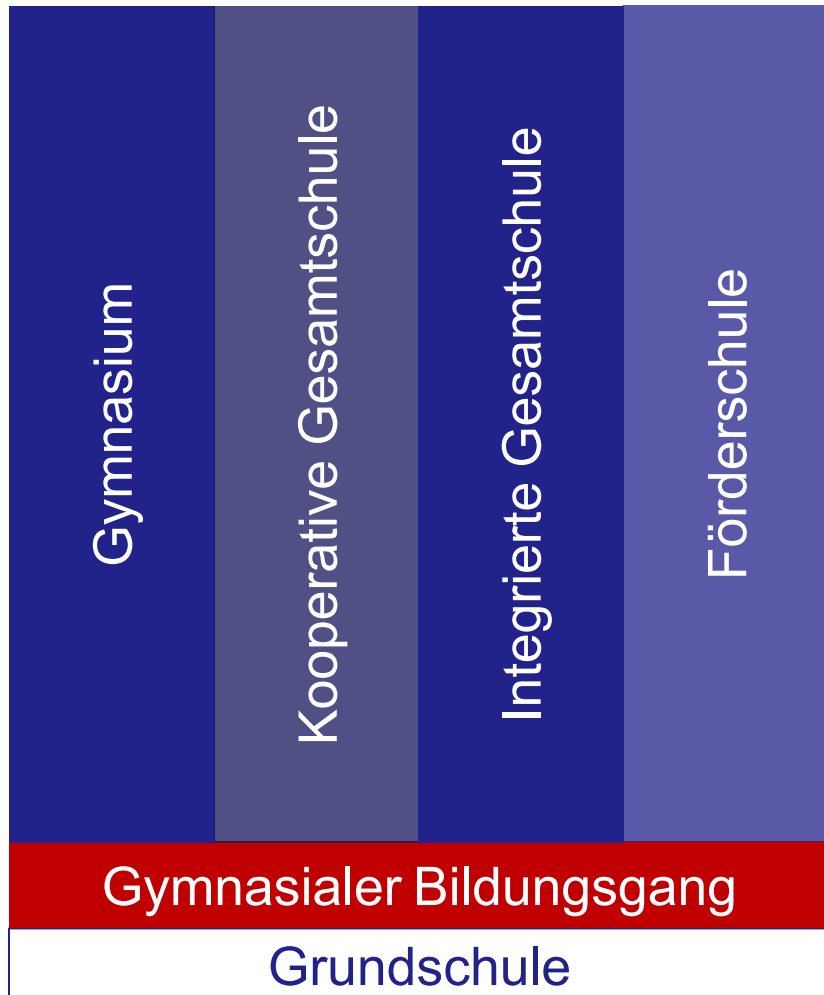 Gymnasium
Kooperative Gesamtschule
Integrierte Gesamtschule
Förderschule
Gymnasialer Bildungsgang
Grundschule